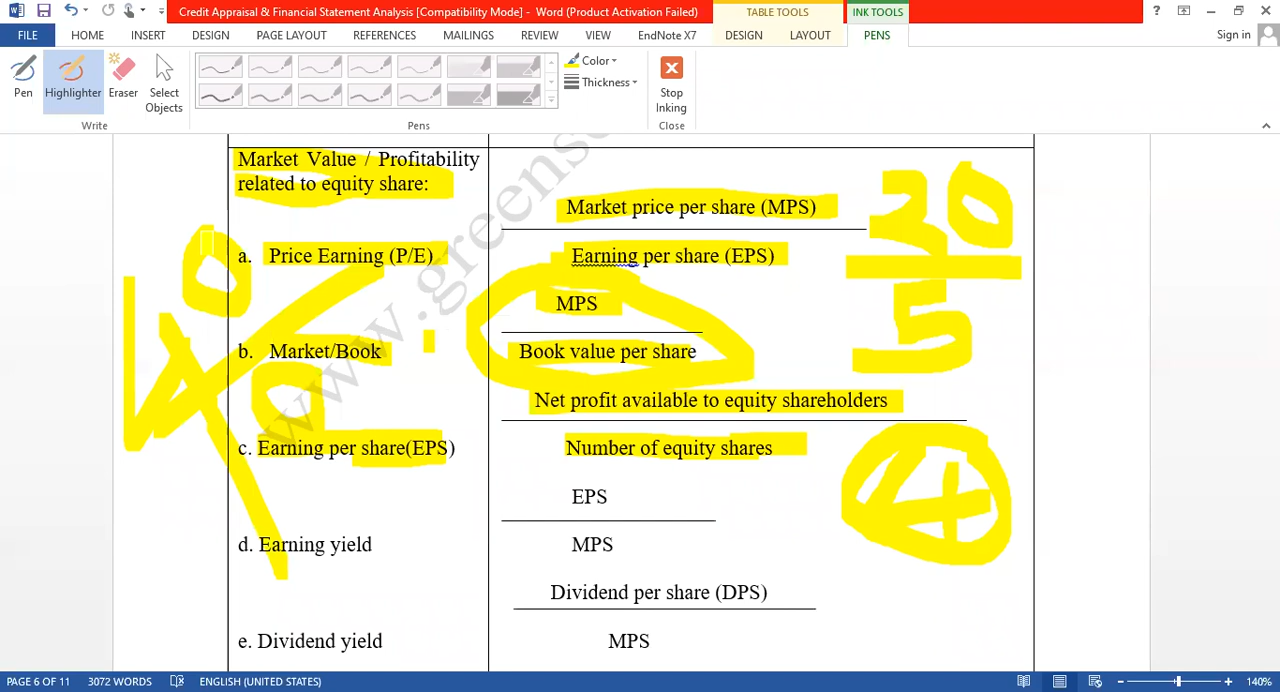 Credit Appraisal & Financial Statement Analysis [Compatibility Mode] - Word (Product Activation Failed)
TABLE TOOLS
INK TOOLS
?
FILE HOME INSERT DESIGN PAGE LAYOUT REFERENCES MAILINGS REVIEW VIEW EndNote X7 DESIGN LAYOUT PENS
Sign in
Pen Highlighter Eraser Select Objects
Color
Thickness
Stop Inking
Write Pens Close
Market Value / Profitability
related to equity share:
Market price per share (MPS)
a. Price Earning (P/E)
Earning per share (EPS)
MPS
b. Market/Book
Book value per share
Net profit available to equity shareholders
c. Earning per share(EPS)
Number of equity shares
EPS
d. Earning yield
MPS
Dividend per share (DPS)
e. Dividend yield
MPS
20
5
4
www.greens
PAGE 6 OF 11 3072 WORDS ENGLISH (UNITED STATES) 140%